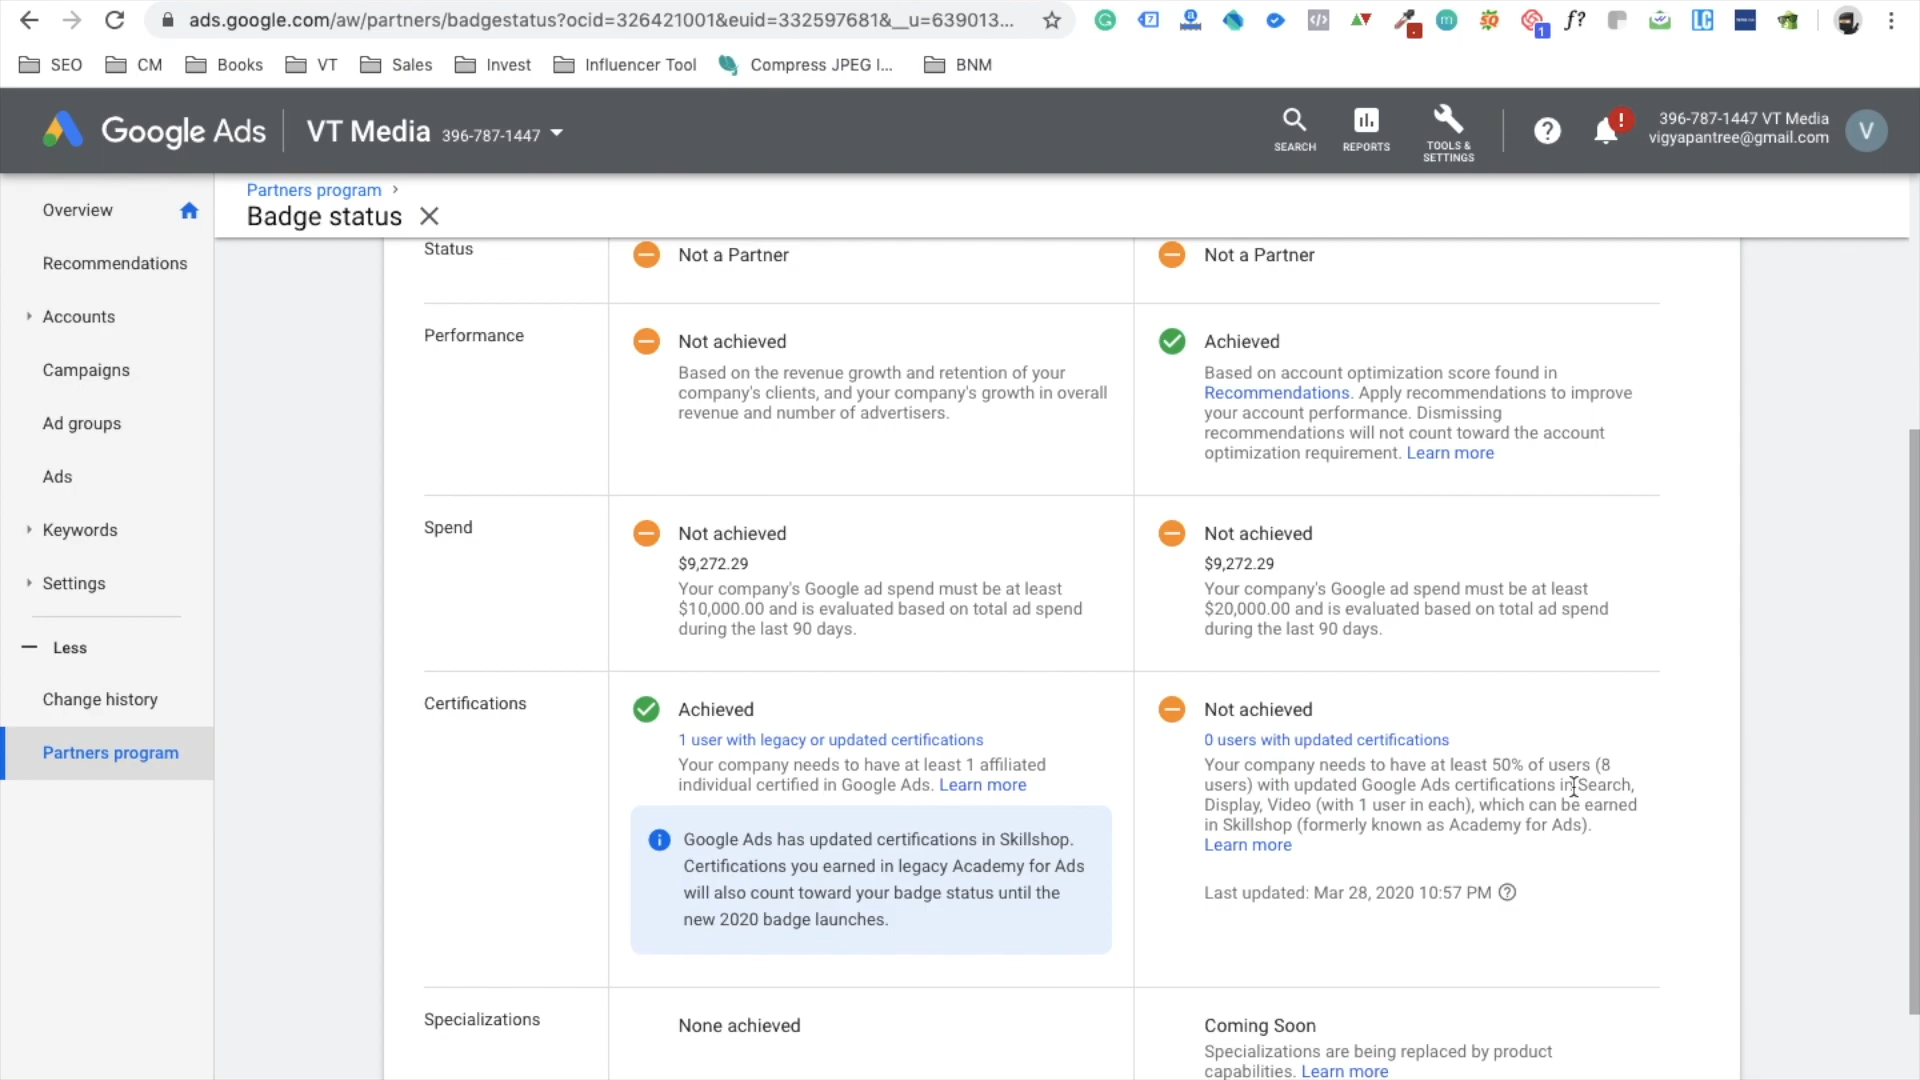 ads.google.com/aw/partners/badgestatus?ocid=326421001&euid=332597681&__u=639013...
SEO CM Books VT Sales Invest Influencer Tool Compress JPEG I... BNM
Google Ads VT Media 396-787-1447
SEARCH REPORTS TOOLS & SETTINGS
396-787-1447 VT Media
vigyapantree@gmail.com
V
Partners program
Badge status
Overview
Recommendations
Accounts
Campaigns
Ad groups
Ads
Keywords
Settings
Less
Change history
Partners program
Status
Not a Partner
Not a Partner
Performance
Not achieved
Based on the revenue growth and retention of your
company's clients, and your company's growth in overall
revenue and number of advertisers.
Achieved
Based on account optimization score found in
Recommendations. Apply recommendations to improve
your account performance. Dismissing
recommendations will not count toward the account
optimization requirement. Learn more
Spend
Not achieved
$9,272.29
Your company's Google ad spend must be at least
$10,000.00 and is evaluated based on total ad spend
during the last 90 days.
Not achieved
$9,272.29
Your company's Google ad spend must be at least
$20,000.00 and is evaluated based on total ad spend
during the last 90 days.
Certifications
Achieved
1 user with legacy or updated certifications
Your company needs to have at least 1 affiliated
individual certified in Google Ads. Learn more
Google Ads has updated certifications in Skillshop.
Certifications you earned in legacy Academy for Ads
will also count toward your badge status until the
new 2020 badge launches.
Not achieved
0 users with updated certifications
Your company needs to have at least 50% of users (8
users) with updated Google Ads certifications in Search,
Display, Video (with 1 user in each), which can be earned
in Skillshop (formerly known as Academy for Ads).
Learn more
Last updated: Mar 28, 2020 10:57 PM
Specializations
None achieved
Coming Soon
Specializations are being replaced by product
capabilities. Learn more